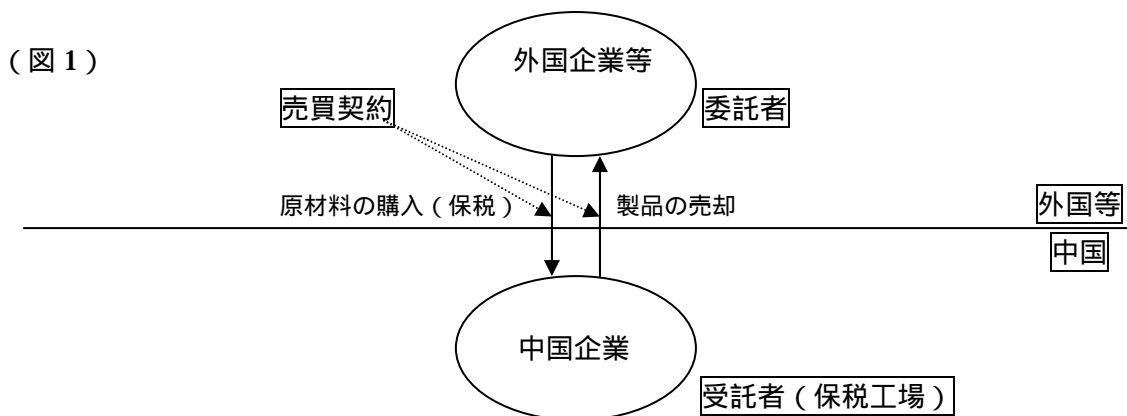 (図1)
外国企業等
売買契約
委託者
原材料の購入(保税)
製品の売却
外国等
中国
中国企業
受託者(保税工場)